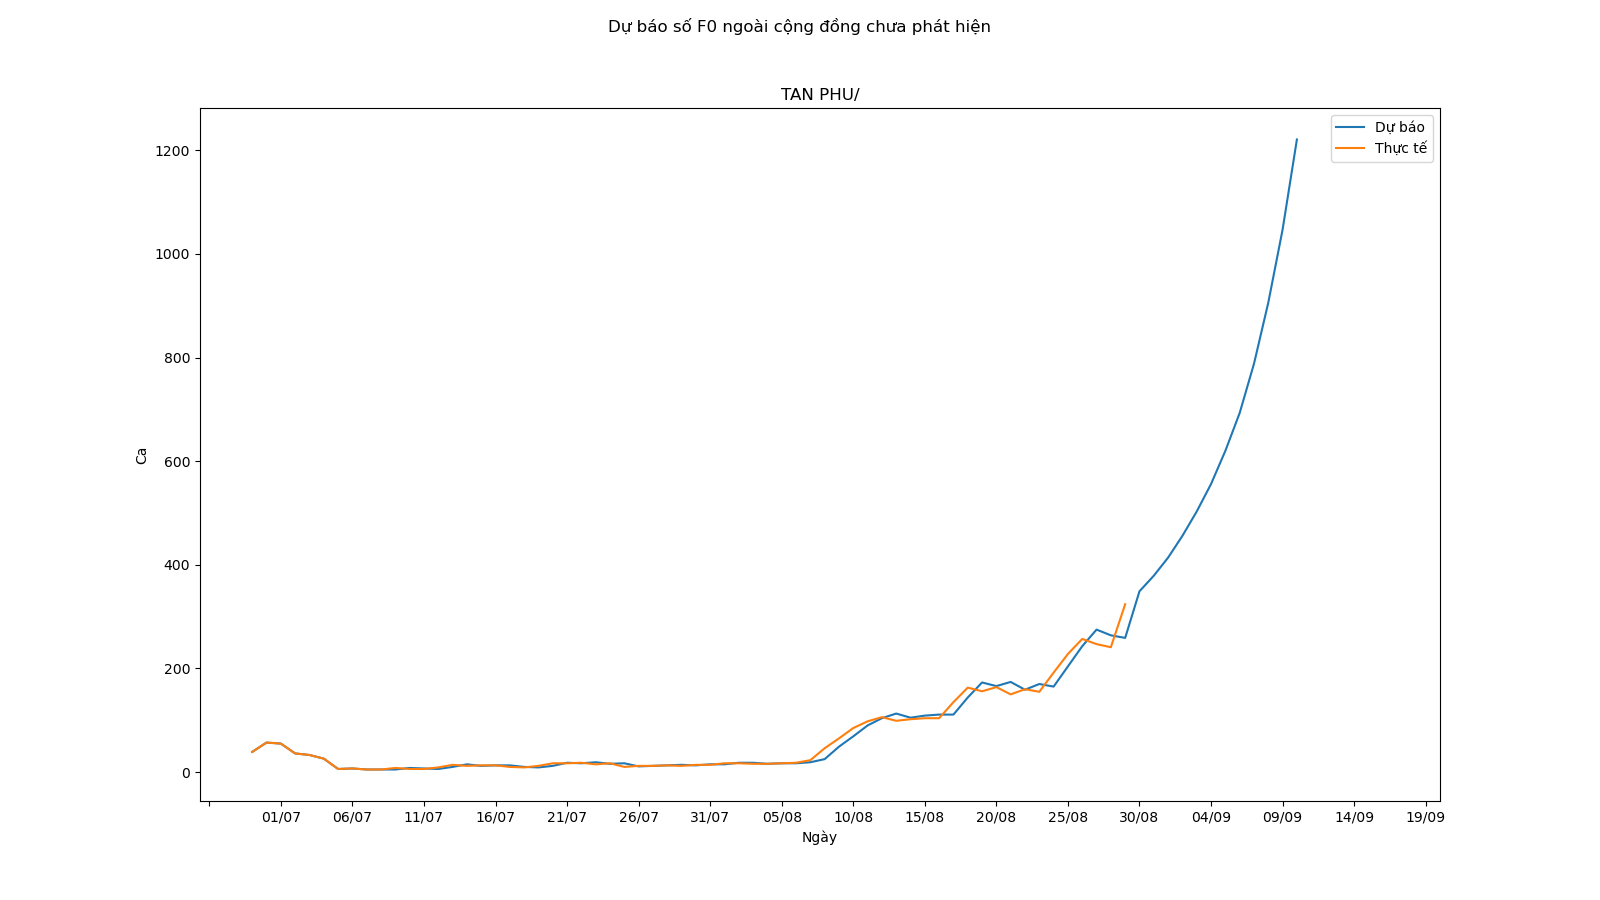 Dự báo số F0 ngoài cộng đồng chưa phát hiện
TAN PHU/
Dự báo
Thực tế
1200
1000
800
600
400
200
0
Ca
01/07 06/07 11/07 16/07 21/07 26/07 31/07 05/08 10/08 15/08 20/08 25/08 30/08 04/09 09/09 14/09 19/09
Ngày